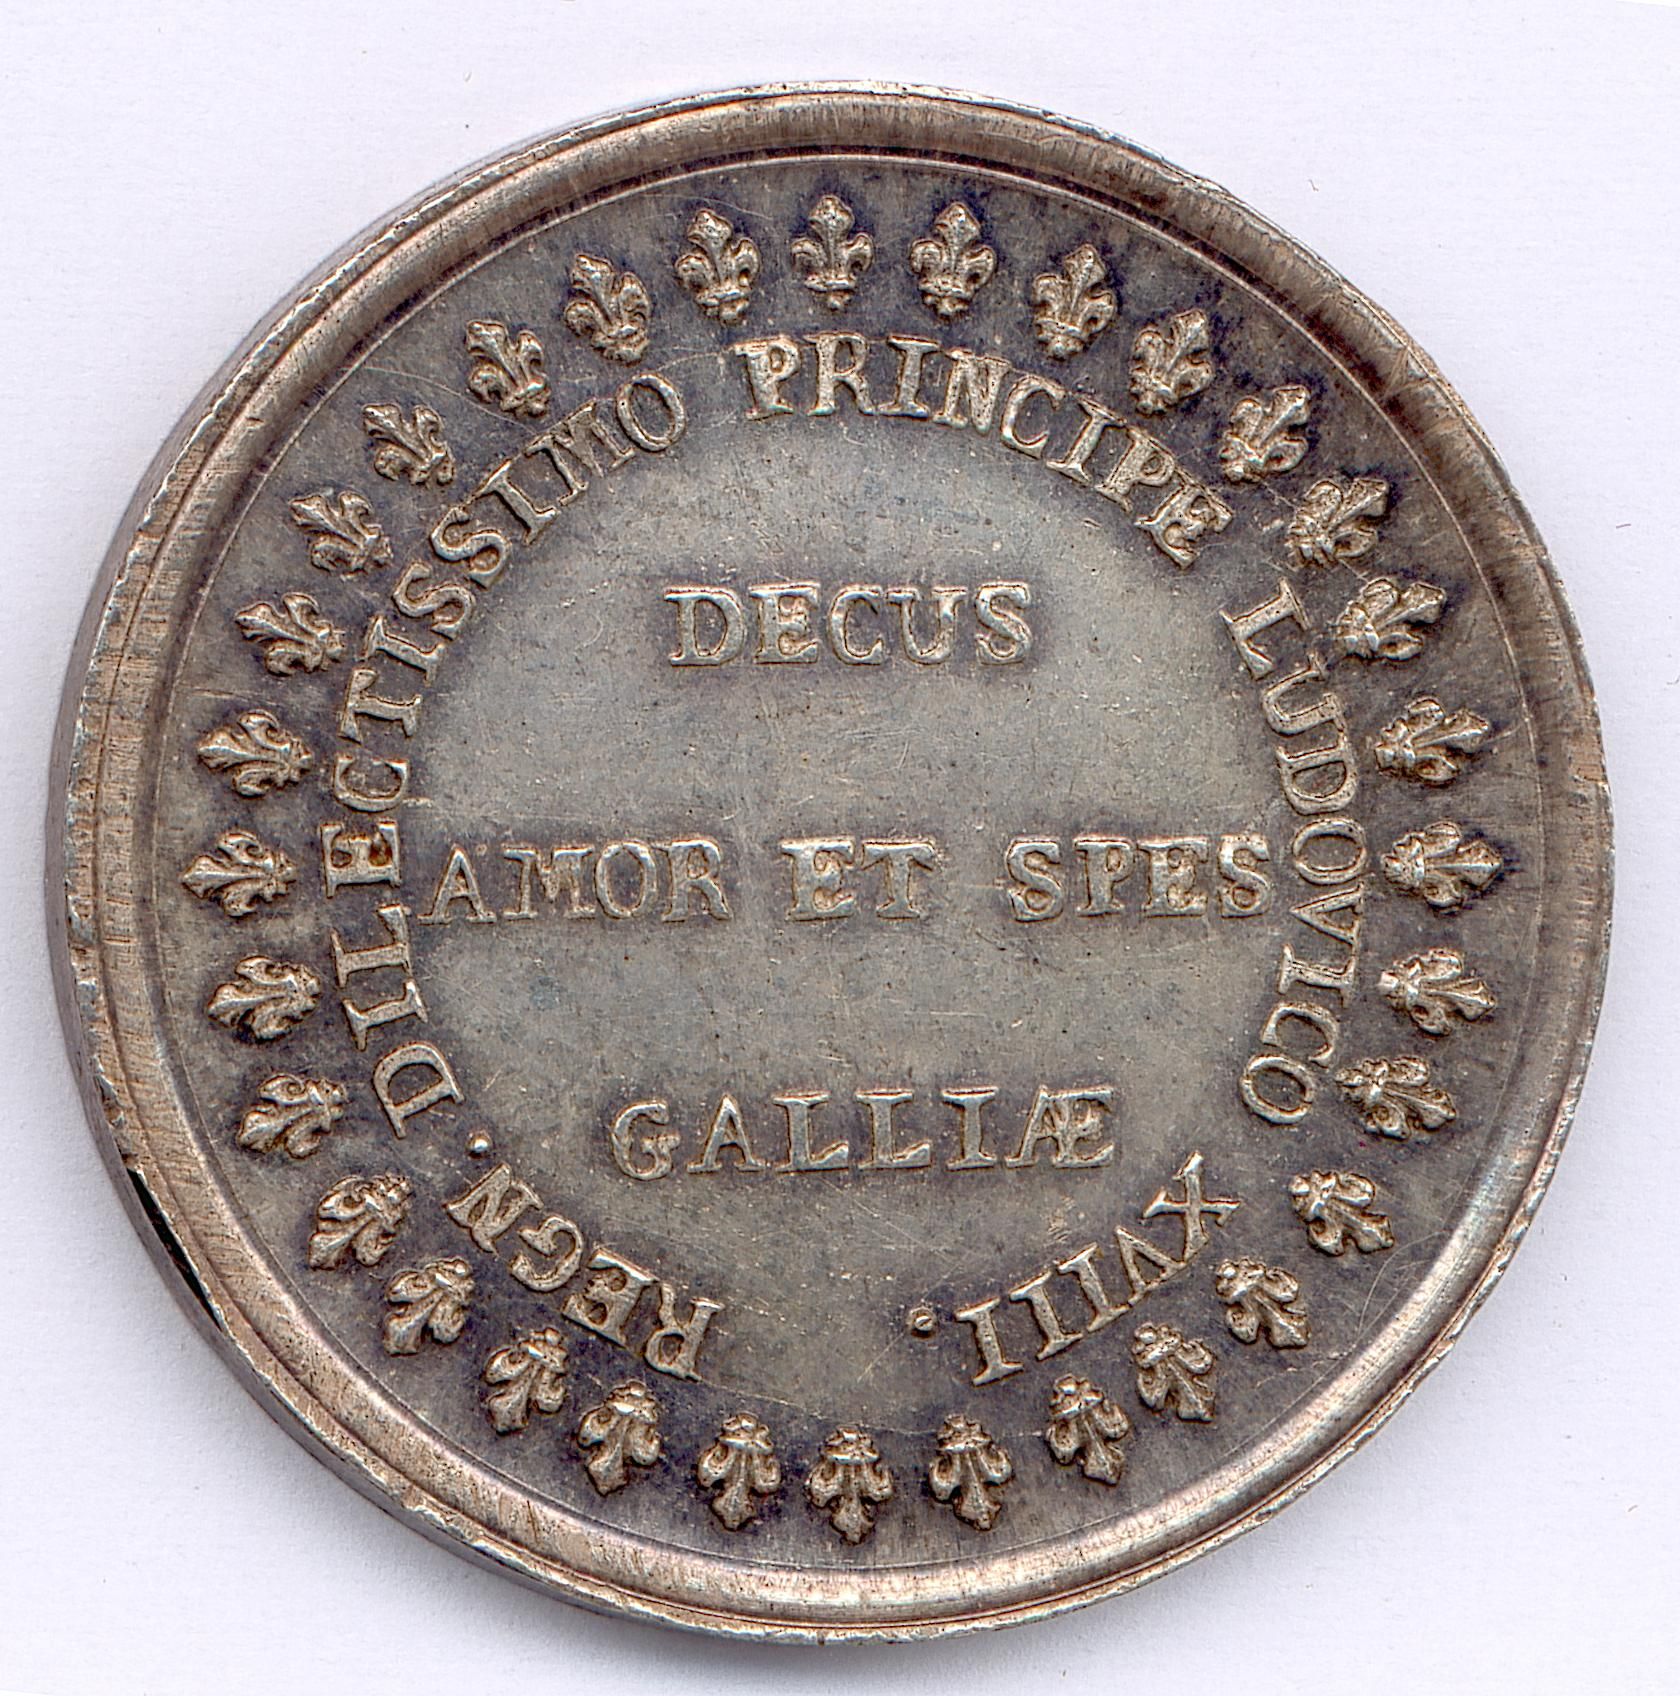 REGN. DILECTISSIMO PRINCIPE LUDOVICO XVIII.
DECUS
AMOR ET SPES
GALLIÆ